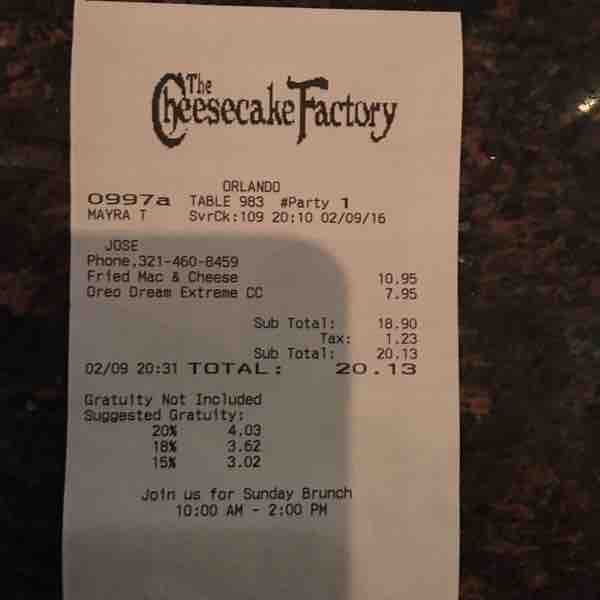 The
Cheesecake Factory
ORLANDO
0997a TABLE 983 #Party 1
MAYRA T SvrCk:109 20:10 02/09/16
JOSE
Phone.321-460-8459
Fried Mac & Cheese 10.95
Oreo Dream Extreme CC 7.95
Sub Total: 18.90
Tax: 1.23
Sub Total: 20.13
02/09 20:31 TOTAL: 20.13
Gratuity Not Included
Suggested Gratuity:
20% 4.03
18% 3.62
15% 3.02
Join us for Sunday Brunch
10:00 AM - 2:00 PM